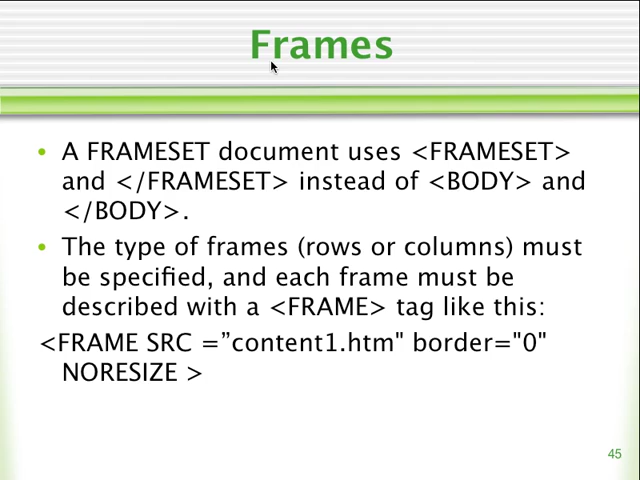 Frames
• A FRAMESET document uses <FRAMESET>
and </FRAMESET> instead of <BODY> and
</BODY>.
• The type of frames (rows or columns) must
be specified, and each frame must be
described with a <FRAME> tag like this:
<FRAME SRC =”content1.htm" border="0"
NORESIZE >
45